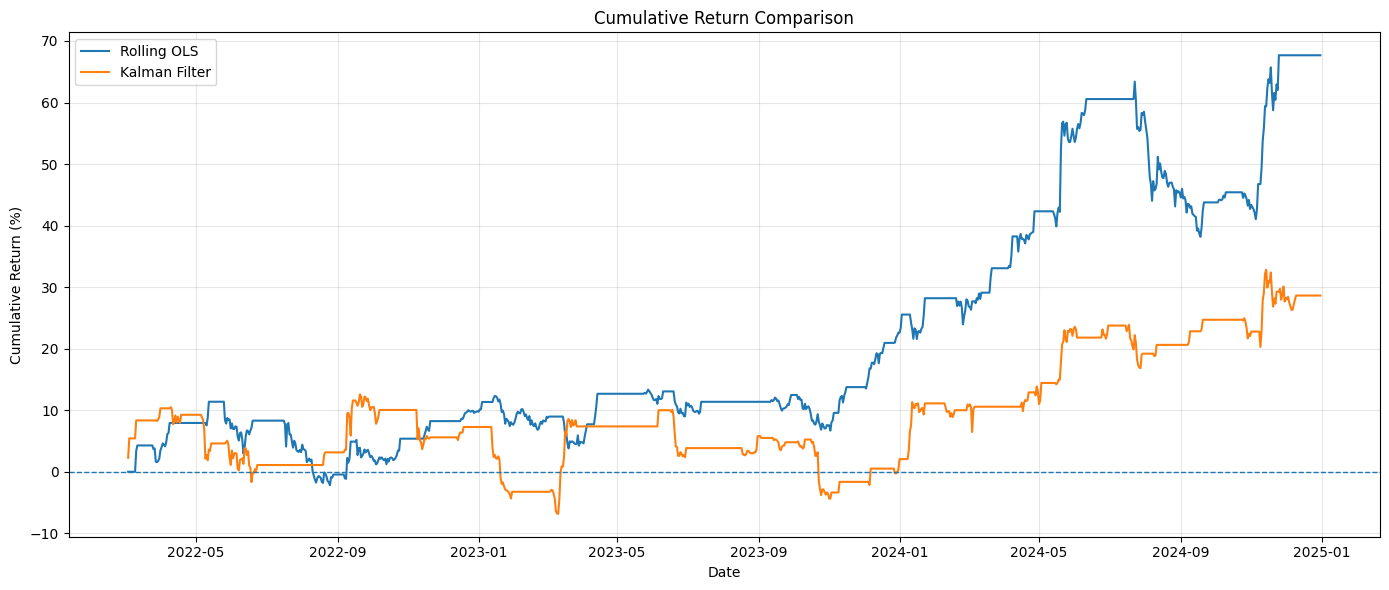 Cumulative Return Comparison
Rolling OLS
Kalman Filter
Cumulative Return (%)
70
60
50
40
30
20
10
0
−10
2022-05 2022-09 2023-01 2023-05 2023-09 2024-01 2024-05 2024-09 2025-01
Date